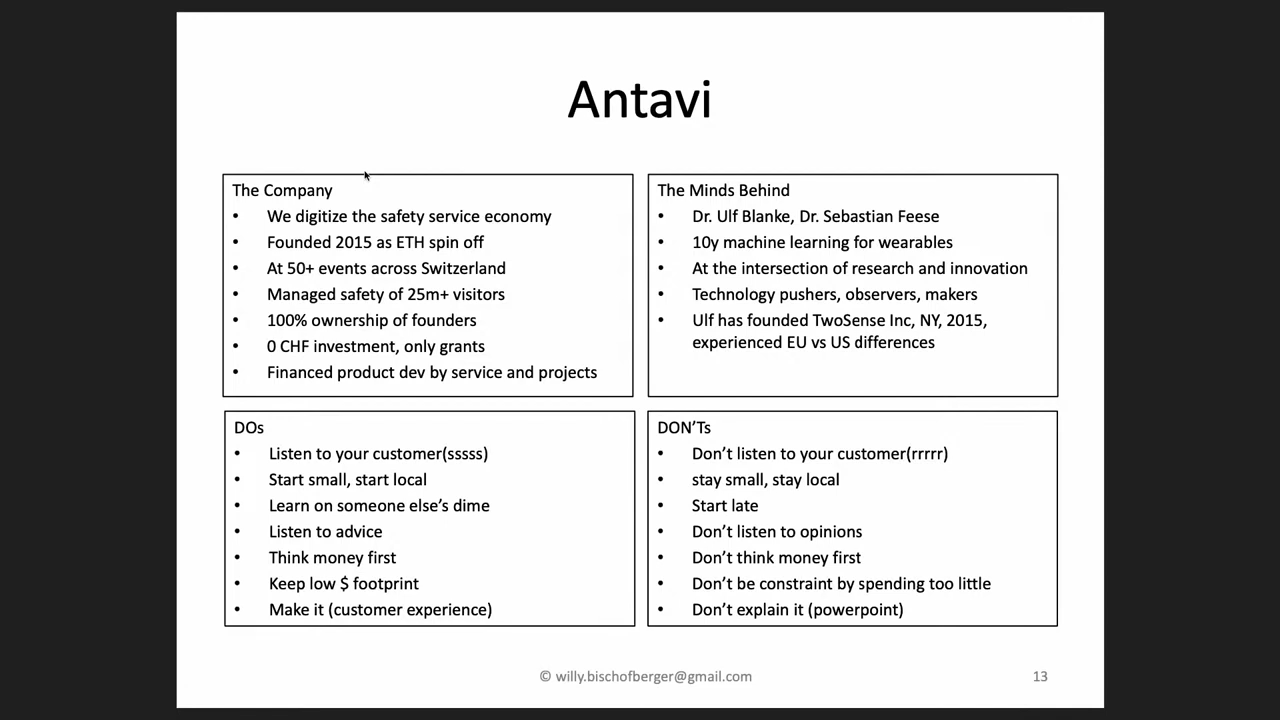 Antavi
The Company
• We digitize the safety service economy
• Founded 2015 as ETH spin off
• At 50+ events across Switzerland
• Managed safety of 25m+ visitors
• 100% ownership of founders
• 0 CHF investment, only grants
• Financed product dev by service and projects
The Minds Behind
• Dr. Ulf Blanke, Dr. Sebastian Feese
• 10y machine learning for wearables
• At the intersection of research and innovation
• Technology pushers, observers, makers
• Ulf has founded TwoSense Inc, NY, 2015,
experienced EU vs US differences
DOs
• Listen to your customer(sssss)
• Start small, start local
• Learn on someone else’s dime
• Listen to advice
• Think money first
• Keep low $ footprint
• Make it (customer experience)
DON’Ts
• Don’t listen to your customer(rrrrr)
• stay small, stay local
• Start late
• Don’t listen to opinions
• Don’t think money first
• Don’t be constraint by spending too little
• Don’t explain it (powerpoint)
© willy.bischofberger@gmail.com
13